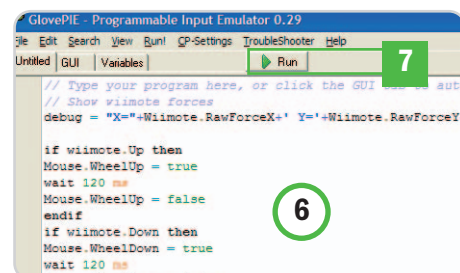 GlovePIE - Programmable Input Emulator 0.29
File Edit Search View Run! CP-Settings TroubleShooter Help
Untitled GUI Variables Run 7
// Type your program here, or click the GUI tab to aut
// Show wiimote forces
debug = "X="+Wiimote.RawForceX+' Y='+Wiimote.RawForceY
if wiimote.Up then
Mouse.WheelUp = true
wait 120 ms
Mouse.WheelUp = false
endif
6
if wiimote.Down then
Mouse.WheelDown = true
wait 120 ms